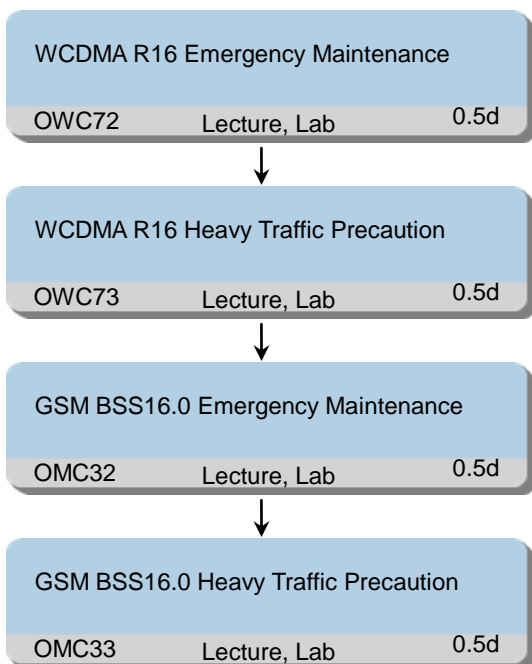 WCDMA R16 Emergency Maintenance
OWC72 Lecture, Lab 0.5d
WCDMA R16 Heavy Traffic Precaution
OWC73 Lecture, Lab 0.5d
GSM BSS16.0 Emergency Maintenance
OMC32 Lecture, Lab 0.5d
GSM BSS16.0 Heavy Traffic Precaution
OMC33 Lecture, Lab 0.5d